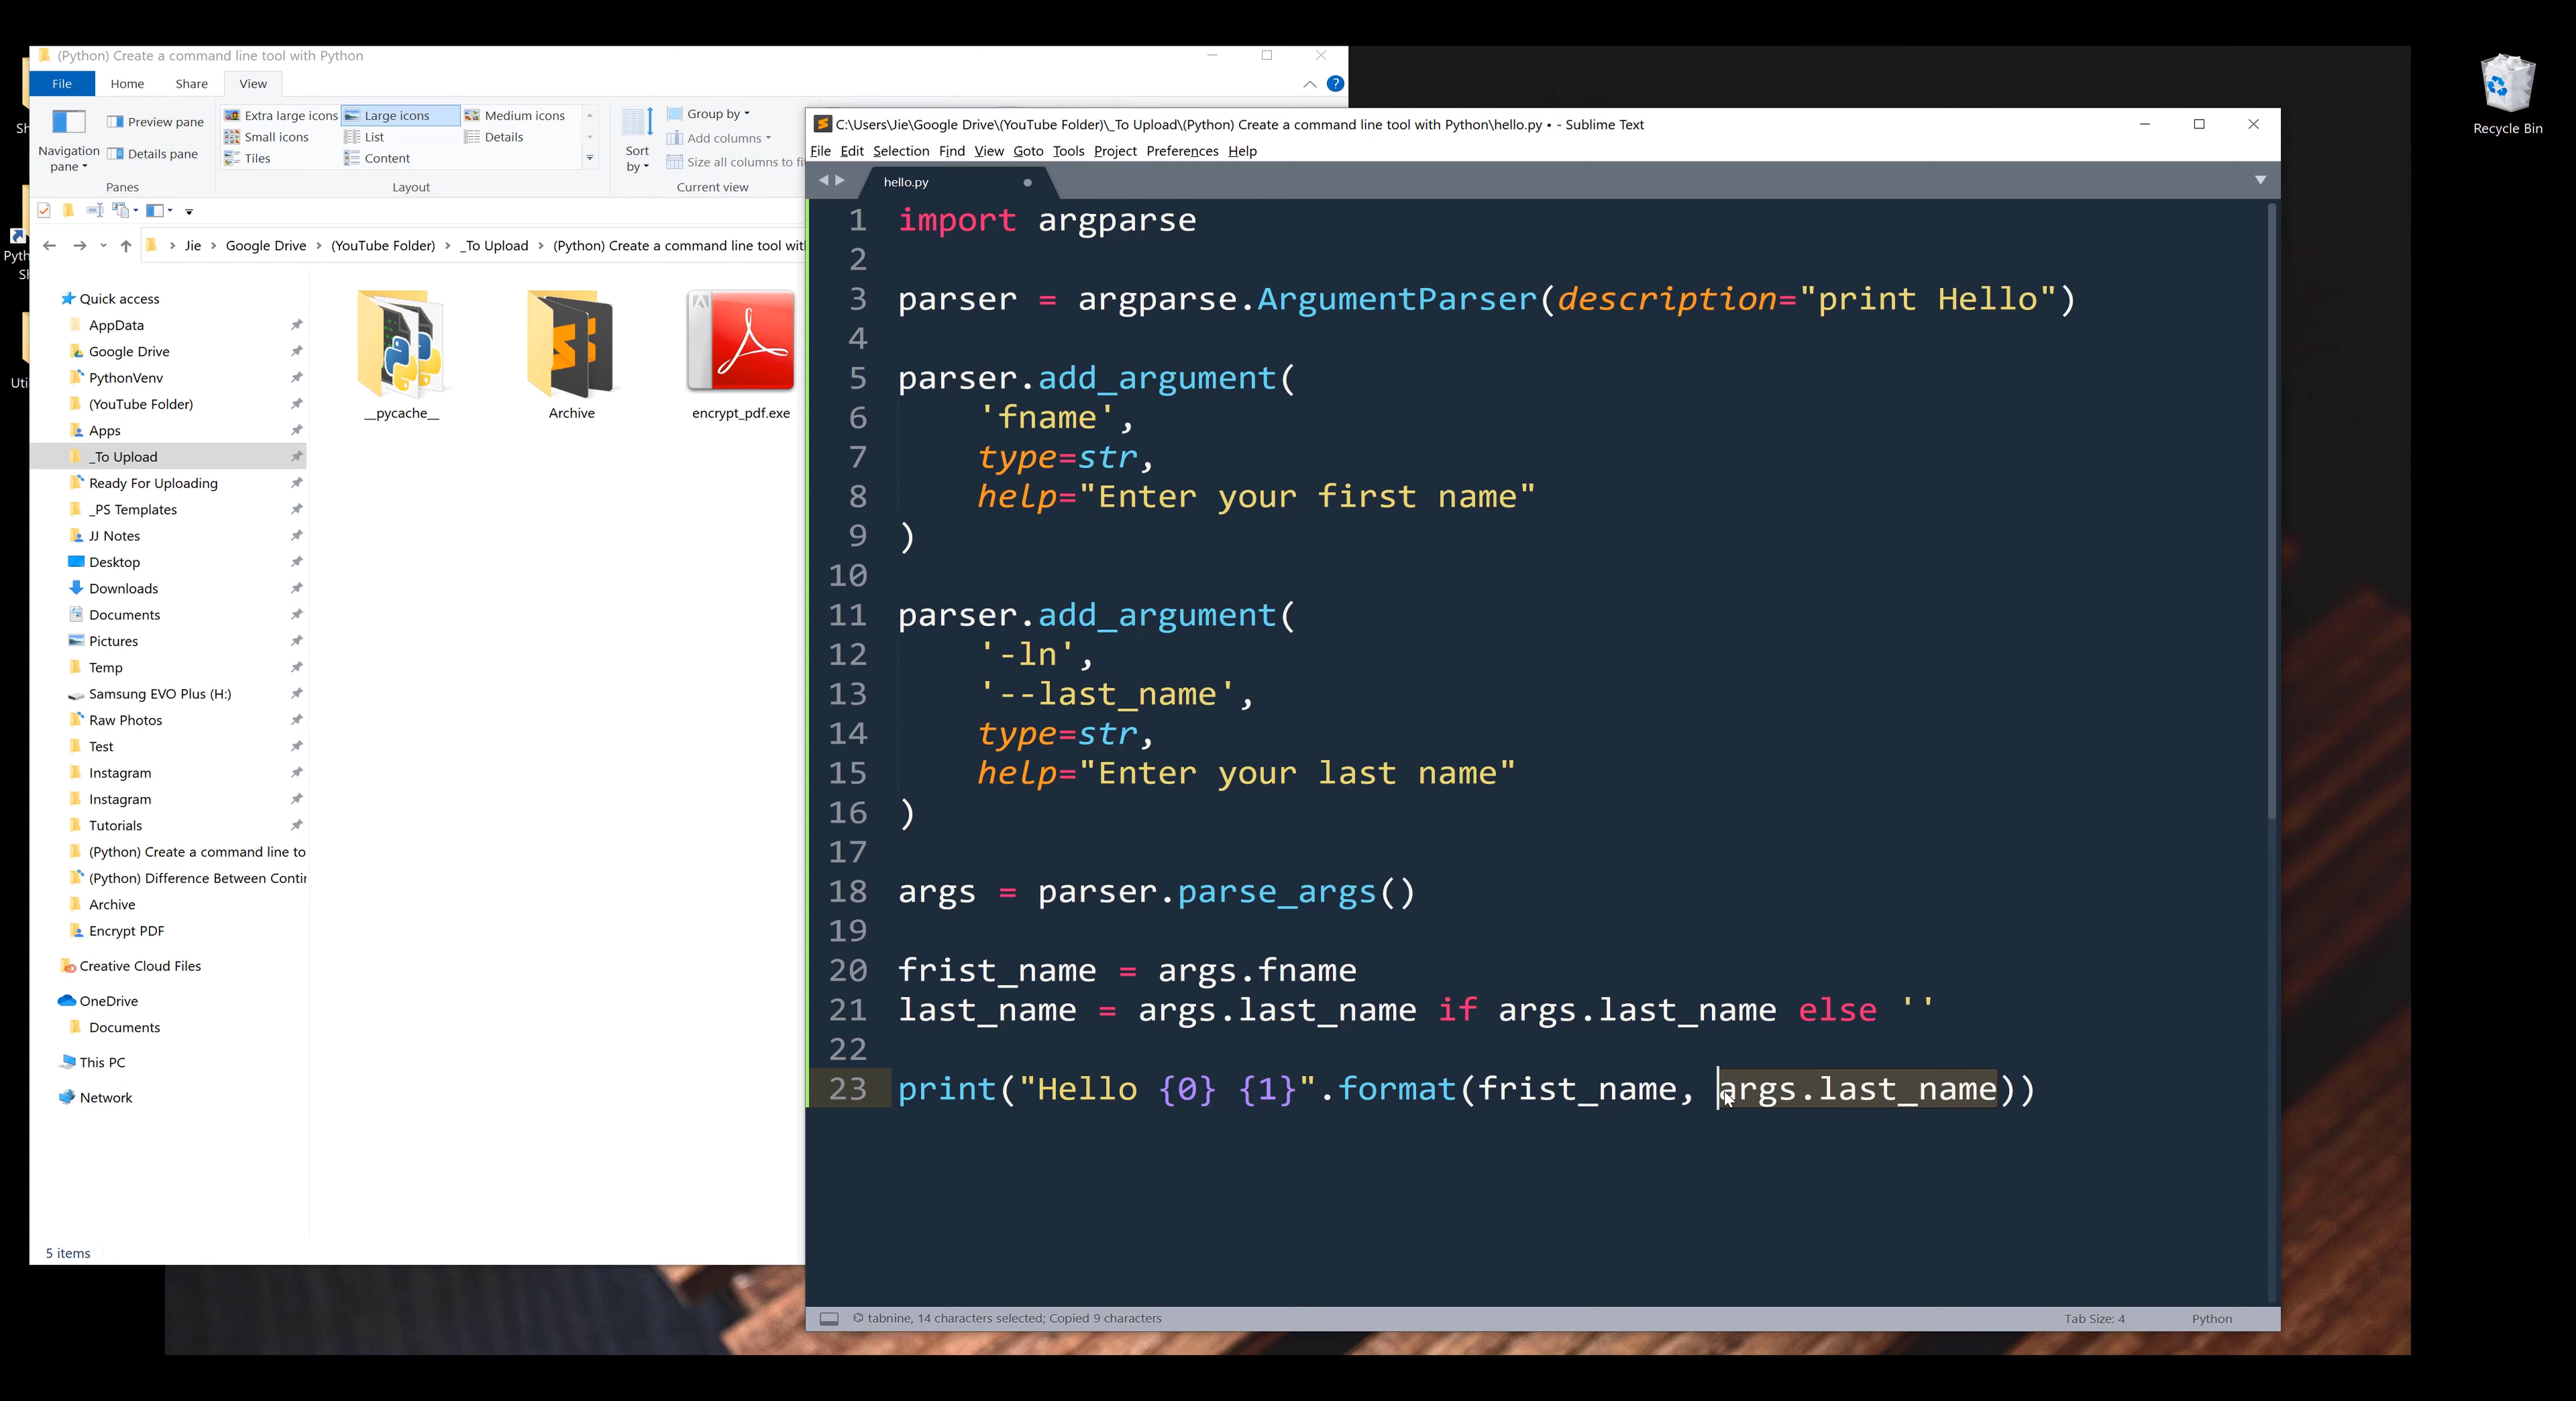 (Python) Create a command line tool with Python
File Home Share View
Navigation pane
Preview pane
Details pane
Panes
Extra large icons Large icons Medium icons
Small icons List Details
Tiles Content
Layout
Sort by
Group by
Add columns
Size all columns to
Current view
Jie Google Drive (YouTube Folder) _To Upload (Python) Create a command line tool
Quick access
AppData
Google Drive
PythonVenv
(YouTube Folder)
Apps
_To Upload
Ready For Uploading
_PS Templates
JJ Notes
Desktop
Downloads
Documents
Pictures
Temp
Samsung EVO Plus (H:)
Raw Photos
Test
Instagram
Instagram
Tutorials
(Python) Create a command line to
(Python) Difference Between Contin
Archive
Encrypt PDF
Creative Cloud Files
OneDrive
Documents
This PC
Network
__pycache__
Archive
encrypt_pdf.exe
5 items
C:\Users\Jie\Google Drive\(YouTube Folder)\_To Upload\(Python) Create a command line tool with Python\hello.py • - Sublime Text
File Edit Selection Find View Goto Tools Project Preferences Help
hello.py
1 import argparse
2
3 parser = argparse.ArgumentParser(description="print Hello")
4
5 parser.add_argument(
6 'fname',
7 type=str,
8 help="Enter your first name"
9 )
10
11 parser.add_argument(
12 '-ln',
13 '--last_name',
14 type=str,
15 help="Enter your last name"
16 )
17
18 args = parser.parse_args()
19
20 frist_name = args.fname
21 last_name = args.last_name if args.last_name else ''
22
23 print("Hello {0} {1}".format(frist_name, args.last_name))
tabnine, 14 characters selected; Copied 9 characters
Tab Size: 4 Python
Recycle Bin